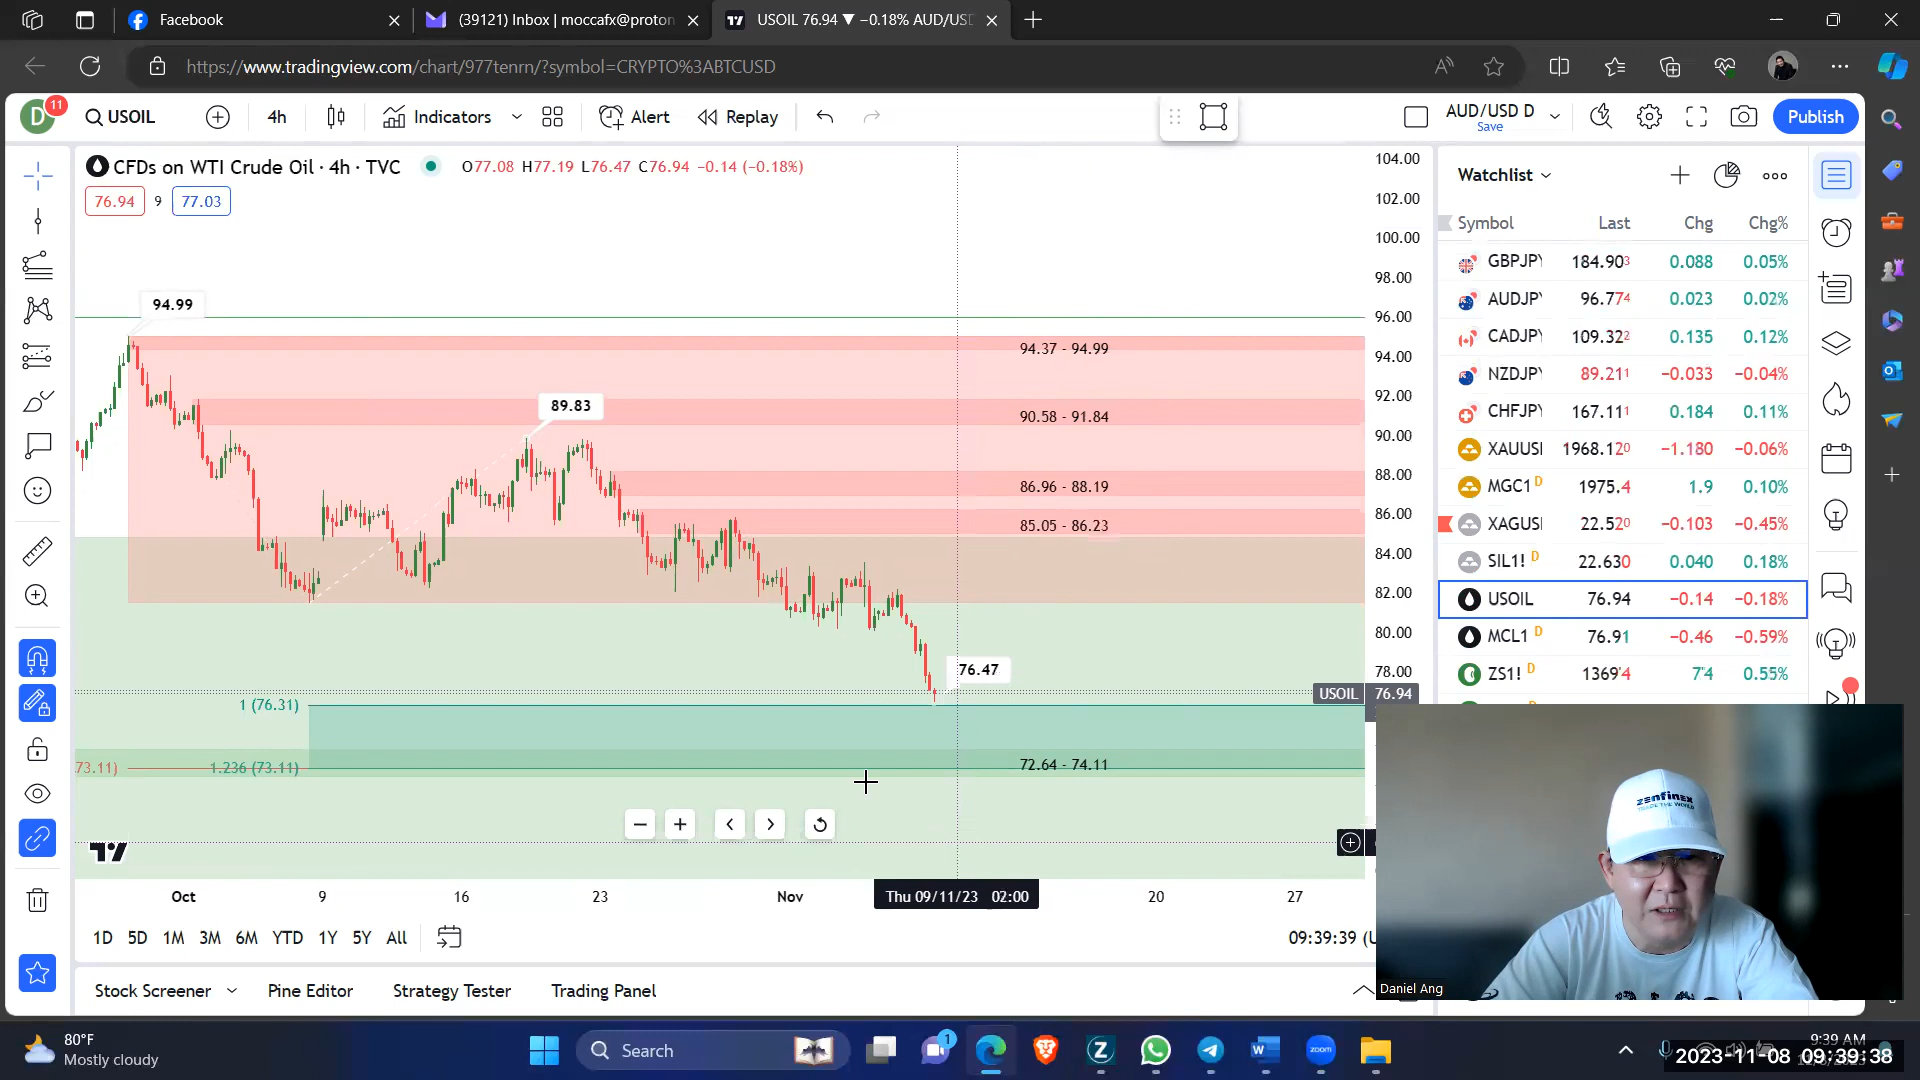 Facebook
(39121) Inbox | moccafx@proton
USOIL 76.94 ▼ −0.18% AUD/USD
https://www.tradingview.com/chart/977tenrn/?symbol=CRYPTO%3ABTCUSD
D 11
USOIL
4h
Indicators
Alert
Replay
AUD/USD D
Save
Publish
CFDs on WTI Crude Oil · 4h · TVC
O77.08 H77.19 L76.47 C76.94 −0.14 (−0.18%)
76.94 9 77.03
94.99
89.83
76.47
94.37 - 94.99
90.58 - 91.84
86.96 - 88.19
85.05 - 86.23
72.64 - 74.11
1 (76.31)
73.11)
1.236 (73.11)
104.00
102.00
100.00
98.00
96.00
94.00
92.00
90.00
88.00
86.00
84.00
82.00
80.00
78.00
USOIL 76.94
Oct 9 16 23 Nov Thu 09/11/23 02:00 20 27
1D 5D 1M 3M 6M YTD 1Y 5Y All
09:39:39 (U
Stock Screener
Pine Editor
Strategy Tester
Trading Panel
Watchlist
Symbol Last Chg Chg%
GBPJPY 184.903 0.088 0.05%
AUDJPY 96.774 0.023 0.02%
CADJPY 109.322 0.135 0.12%
NZDJPY 89.211 −0.033 −0.04%
CHFJPY 167.111 0.184 0.11%
XAUUSD 1968.120 −1.180 −0.06%
MGC1 D 1975.4 1.9 0.10%
XAGUSD 22.520 −0.103 −0.45%
SIL1! D 22.630 0.040 0.18%
USOIL 76.94 −0.14 −0.18%
MCL1 D 76.91 −0.46 −0.59%
ZS1! D 1369'4 7'4 0.55%
zenfinex
TRADE THE WORLD
Daniel Ang
80°F
Mostly cloudy
Search
1
zoom
9:39 AM
2023-11-08 09:39:38